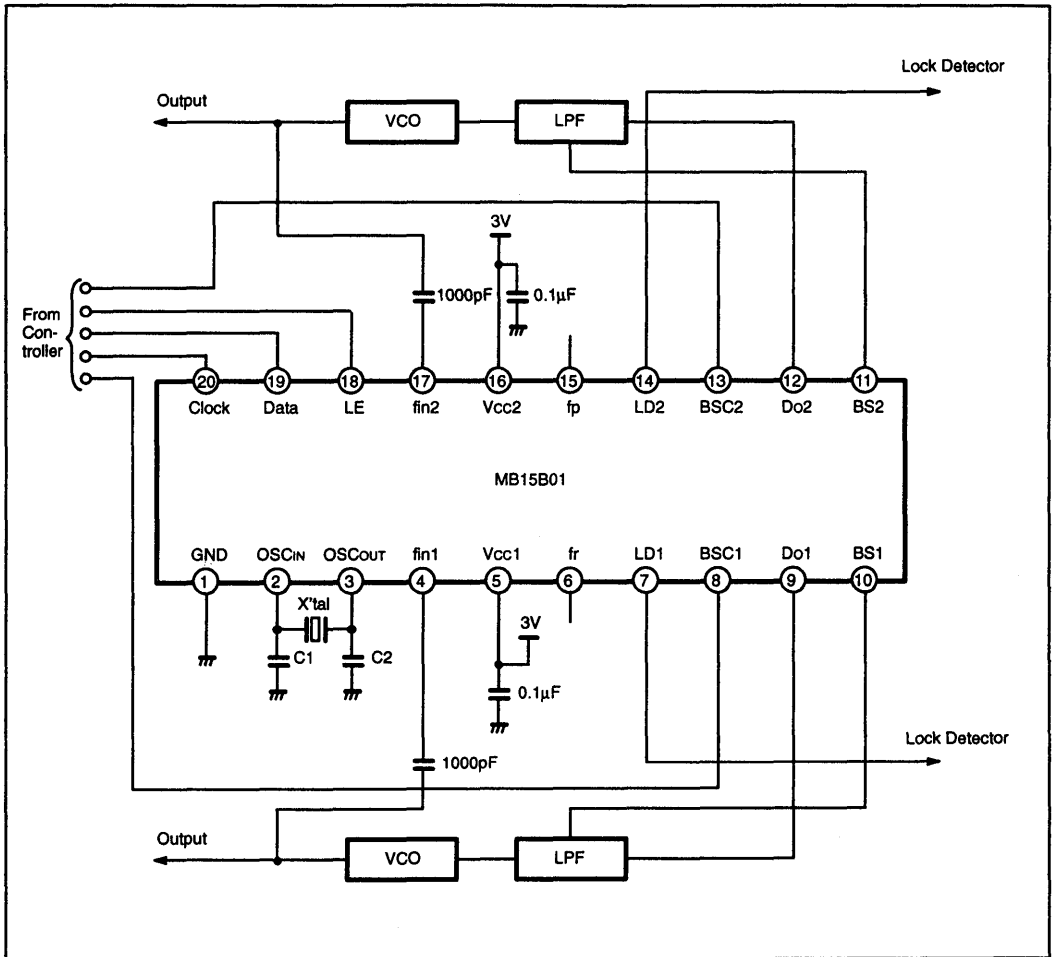 Lock Detector
Output
VCO
LPF
3V
1000pF
0.1μF
From
Con-
troller
20
19
18
17
16
15
14
13
12
11
Clock
Data
LE
fin2
Vcc2
fp
LD2
BSC2
Do2
BS2
MB15B01
GND
OSCIN
OSCOUT
fin1
Vcc1
fr
LD1
BSC1
Do1
BS1
1
2
3
4
5
6
7
8
9
10
X'tal
3V
C1
C2
0.1μF
Lock Detector
1000pF
Output
VCO
LPF